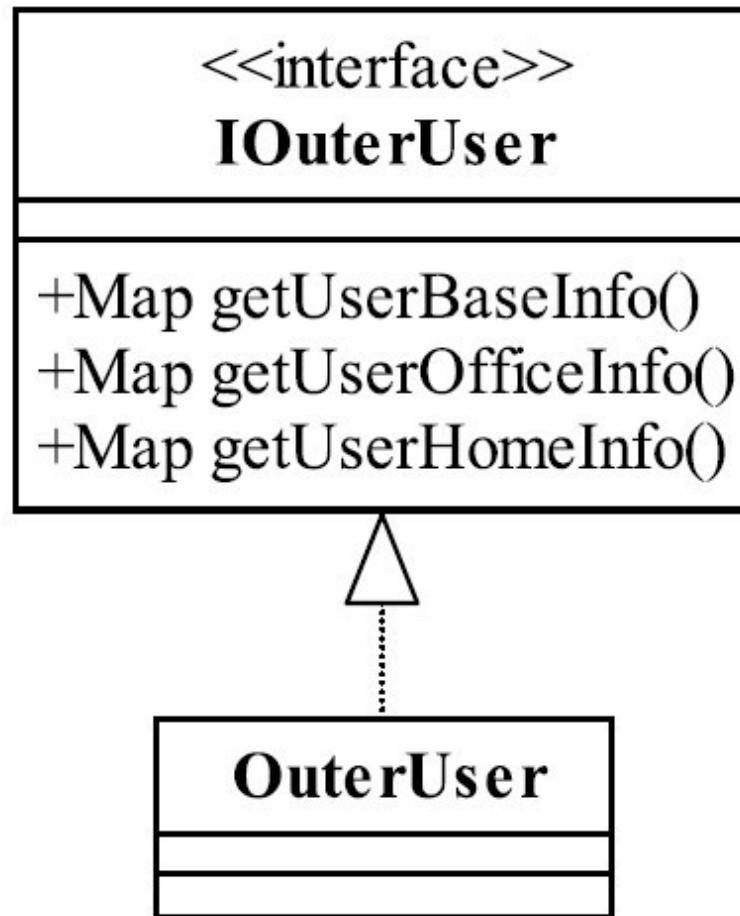 <<interface>>
IOuterUser
+Map getUserBaseInfo()
+Map getUserOfficeInfo()
+Map getUserHomeInfo()
OuterUser